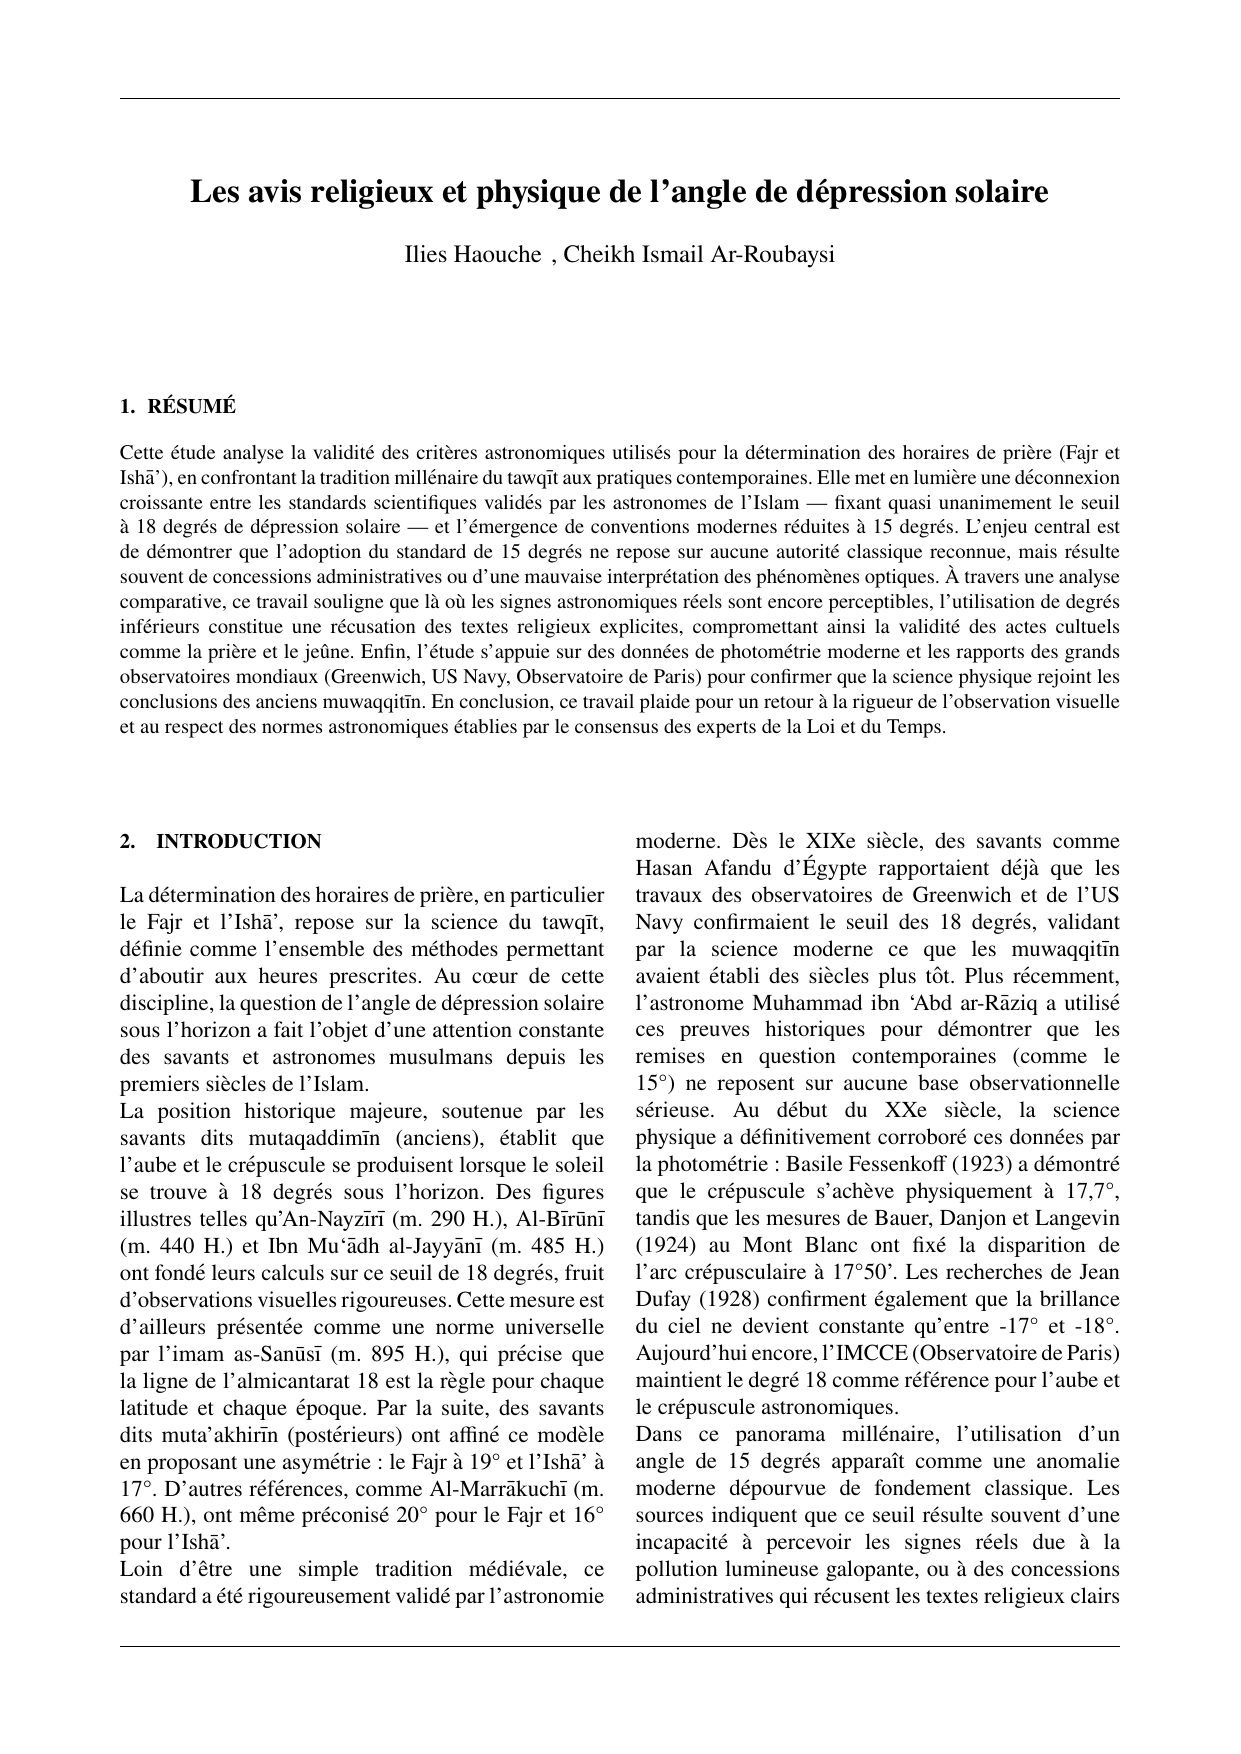 Les avis religieux et physique de l’angle de dépression solaire
Ilies Haouche , Cheikh Ismail Ar-Roubaysi
1. RÉSUMÉ
Cette étude analyse la validité des critères astronomiques utilisés pour la détermination des horaires de prière (Fajr et
Ishā’), en confrontant la tradition millénaire du tawqīt aux pratiques contemporaines. Elle met en lumière une déconnexion
croissante entre les standards scientifiques validés par les astronomes de l’Islam — fixant quasi unanimement le seuil
à 18 degrés de dépression solaire — et l’émergence de conventions modernes réduites à 15 degrés. L’enjeu central est
de démontrer que l’adoption du standard de 15 degrés ne repose sur aucune autorité classique reconnue, mais résulte
souvent de concessions administratives ou d’une mauvaise interprétation des phénomènes optiques. À travers une analyse
comparative, ce travail souligne que là où les signes astronomiques réels sont encore perceptibles, l’utilisation de degrés
inférieurs constitue une récusation des textes religieux explicites, compromettant ainsi la validité des actes cultuels
comme la prière et le jeûne. Enfin, l’étude s’appuie sur des données de photométrie moderne et les rapports des grands
observatoires mondiaux (Greenwich, US Navy, Observatoire de Paris) pour confirmer que la science physique rejoint les
conclusions des anciens muwaqqitīn. En conclusion, ce travail plaide pour un retour à la rigueur de l’observation visuelle
et au respect des normes astronomiques établies par le consensus des experts de la Loi et du Temps.
2. INTRODUCTION
La détermination des horaires de prière, en particulier
le Fajr et l’Ishā’, repose sur la science du tawqīt,
définie comme l’ensemble des méthodes permettant
d’aboutir aux heures prescrites. Au cœur de cette
discipline, la question de l’angle de dépression solaire
sous l’horizon a fait l’objet d’une attention constante
des savants et astronomes musulmans depuis les
premiers siècles de l’Islam.
La position historique majeure, soutenue par les
savants dits mutaqaddimīn (anciens), établit que
l’aube et le crépuscule se produisent lorsque le soleil
se trouve à 18 degrés sous l’horizon. Des figures
illustres telles qu’An-Nayzīrī (m. 290 H.), Al-Bīrūnī
(m. 440 H.) et Ibn Mu‘ādh al-Jayyānī (m. 485 H.)
ont fondé leurs calculs sur ce seuil de 18 degrés, fruit
d’observations visuelles rigoureuses. Cette mesure est
d’ailleurs présentée comme une norme universelle
par l’imam as-Sanūsī (m. 895 H.), qui précise que
la ligne de l’almicantarat 18 est la règle pour chaque
latitude et chaque époque. Par la suite, des savants
dits muta’akhirīn (postérieurs) ont affiné ce modèle
en proposant une asymétrie : le Fajr à 19° et l’Ishā’ à
17°. D’autres références, comme Al-Marrākuchī (m.
660 H.), ont même préconisé 20° pour le Fajr et 16°
pour l’Ishā’.
Loin d’être une simple tradition médiévale, ce
standard a été rigoureusement validé par l’astronomie
moderne. Dès le XIXe siècle, des savants comme
Hasan Afandu d’Égypte rapportaient déjà que les
travaux des observatoires de Greenwich et de l’US
Navy confirmaient le seuil des 18 degrés, validant
par la science moderne ce que les muwaqqitīn
avaient établi des siècles plus tôt. Plus récemment,
l’astronome Muhammad ibn ‘Abd ar-Rāziq a utilisé
ces preuves historiques pour démontrer que les
remises en question contemporaines (comme le
15°) ne reposent sur aucune base observationnelle
sérieuse. Au début du XXe siècle, la science
physique a définitivement corroboré ces données par
la photométrie : Basile Fessenkoff (1923) a démontré
que le crépuscule s’achève physiquement à 17,7°,
tandis que les mesures de Bauer, Danjon et Langevin
(1924) au Mont Blanc ont fixé la disparition de
l’arc crépusculaire à 17°50’. Les recherches de Jean
Dufay (1928) confirment également que la brillance
du ciel ne devient constante qu’entre -17° et -18°.
Aujourd’hui encore, l’IMCCE (Observatoire de Paris)
maintient le degré 18 comme référence pour l’aube et
le crépuscule astronomiques.
Dans ce panorama millénaire, l’utilisation d’un
angle de 15 degrés apparaît comme une anomalie
moderne dépourvue de fondement classique. Les
sources indiquent que ce seuil résulte souvent d’une
incapacité à percevoir les signes réels due à la
pollution lumineuse galopante, ou à des concessions
administratives qui récusent les textes religieux clairs